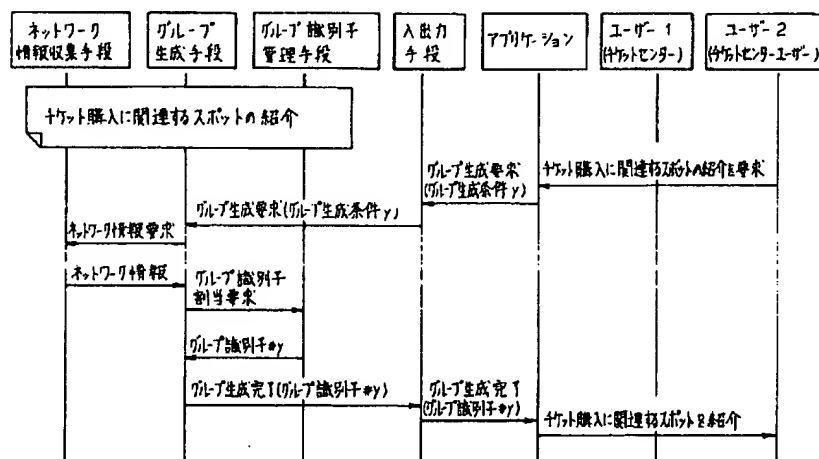 ネットワーク
情報収集手段
グループ
生成手段
グループ識別子
管理手段
入出力
手段
アプリケーション
ユーザー1
(チケットセンター)
ユーザー2
(チケットセンターユーザー)
チケット購入に関連するスポットの紹介
チケット購入に関連するスポットの紹介を要求
グループ生成要求
(グループ生成条件y)
グループ生成要求(グループ生成条件y)
ネットワーク情報要求
ネットワーク情報
グループ識別子
割当要求
グループ識別子#y
グループ生成完了(グループ識別子#y)
グループ生成完了
(グループ識別子#y)
チケット購入に関連するスポットを紹介